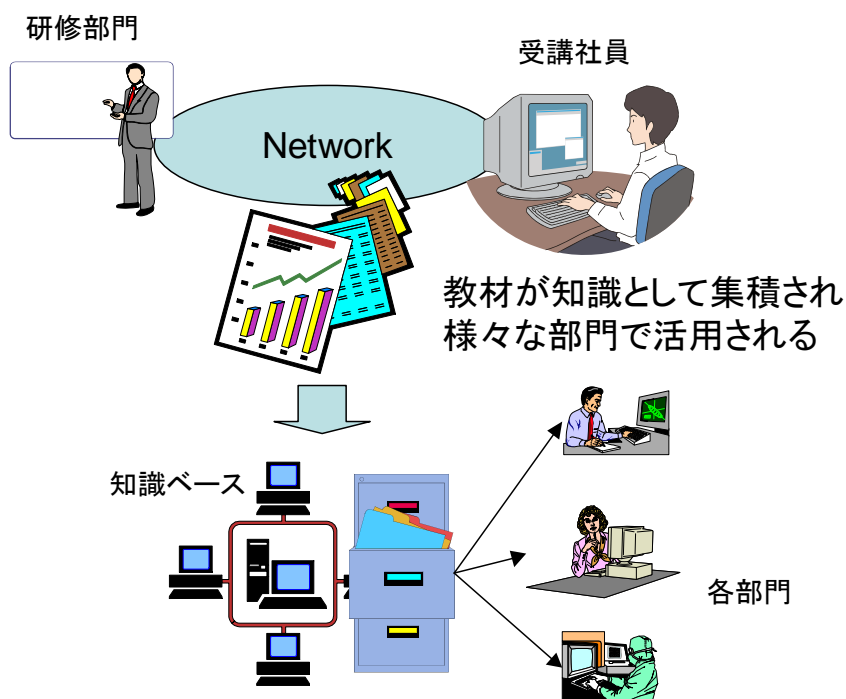 研修部門
受講社員
Network
教材が知識として集積され
様々な部門で活用される
知識ベース
各部門